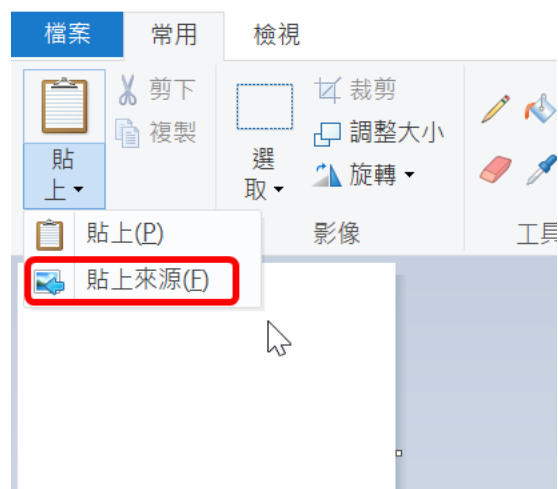 檔案 常用 檢視
剪下
複製
貼
上
選
取
裁剪
調整大小
旋轉
影像
工具
貼上(P)
貼上來源(F)